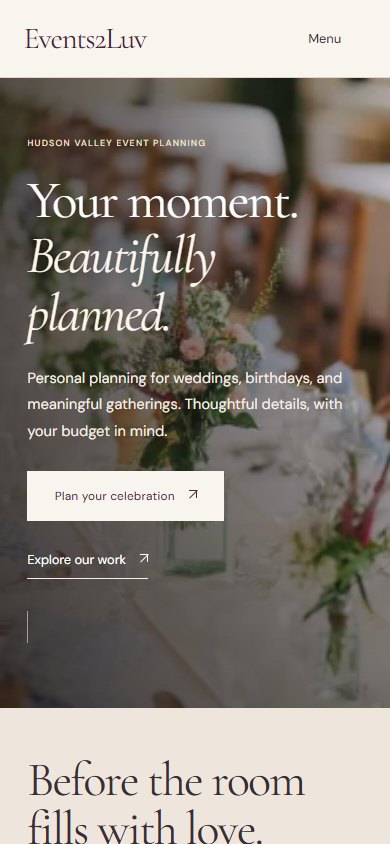 Events2Luv
Menu
HUDSON VALLEY EVENT PLANNING
Your moment.
Beautifully
planned.
Personal planning for weddings, birthdays, and
meaningful gatherings. Thoughtful details, with
your budget in mind.
Plan your celebration
Explore our work
Before the room
fills with love.